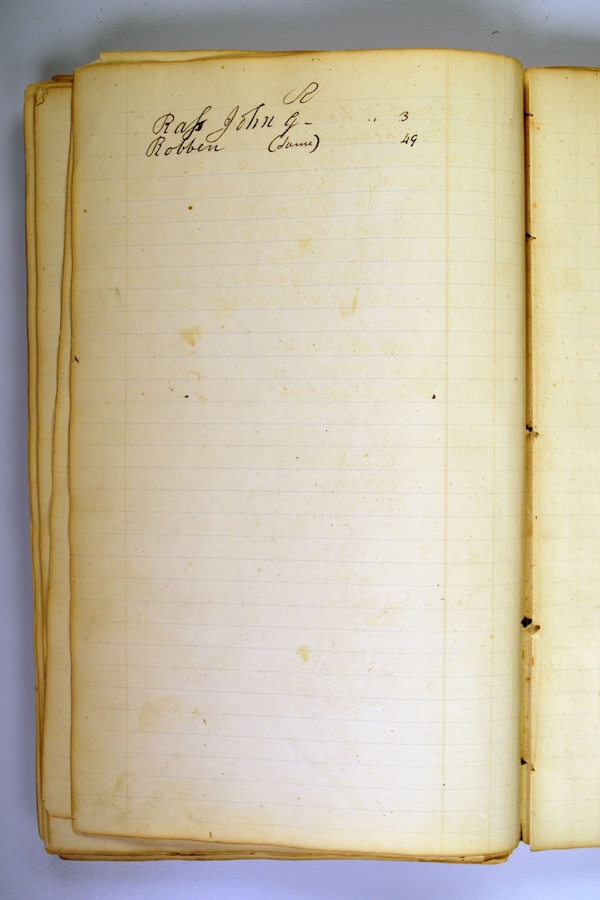 R
Raſs John G- " 3
Robben (Same) 49